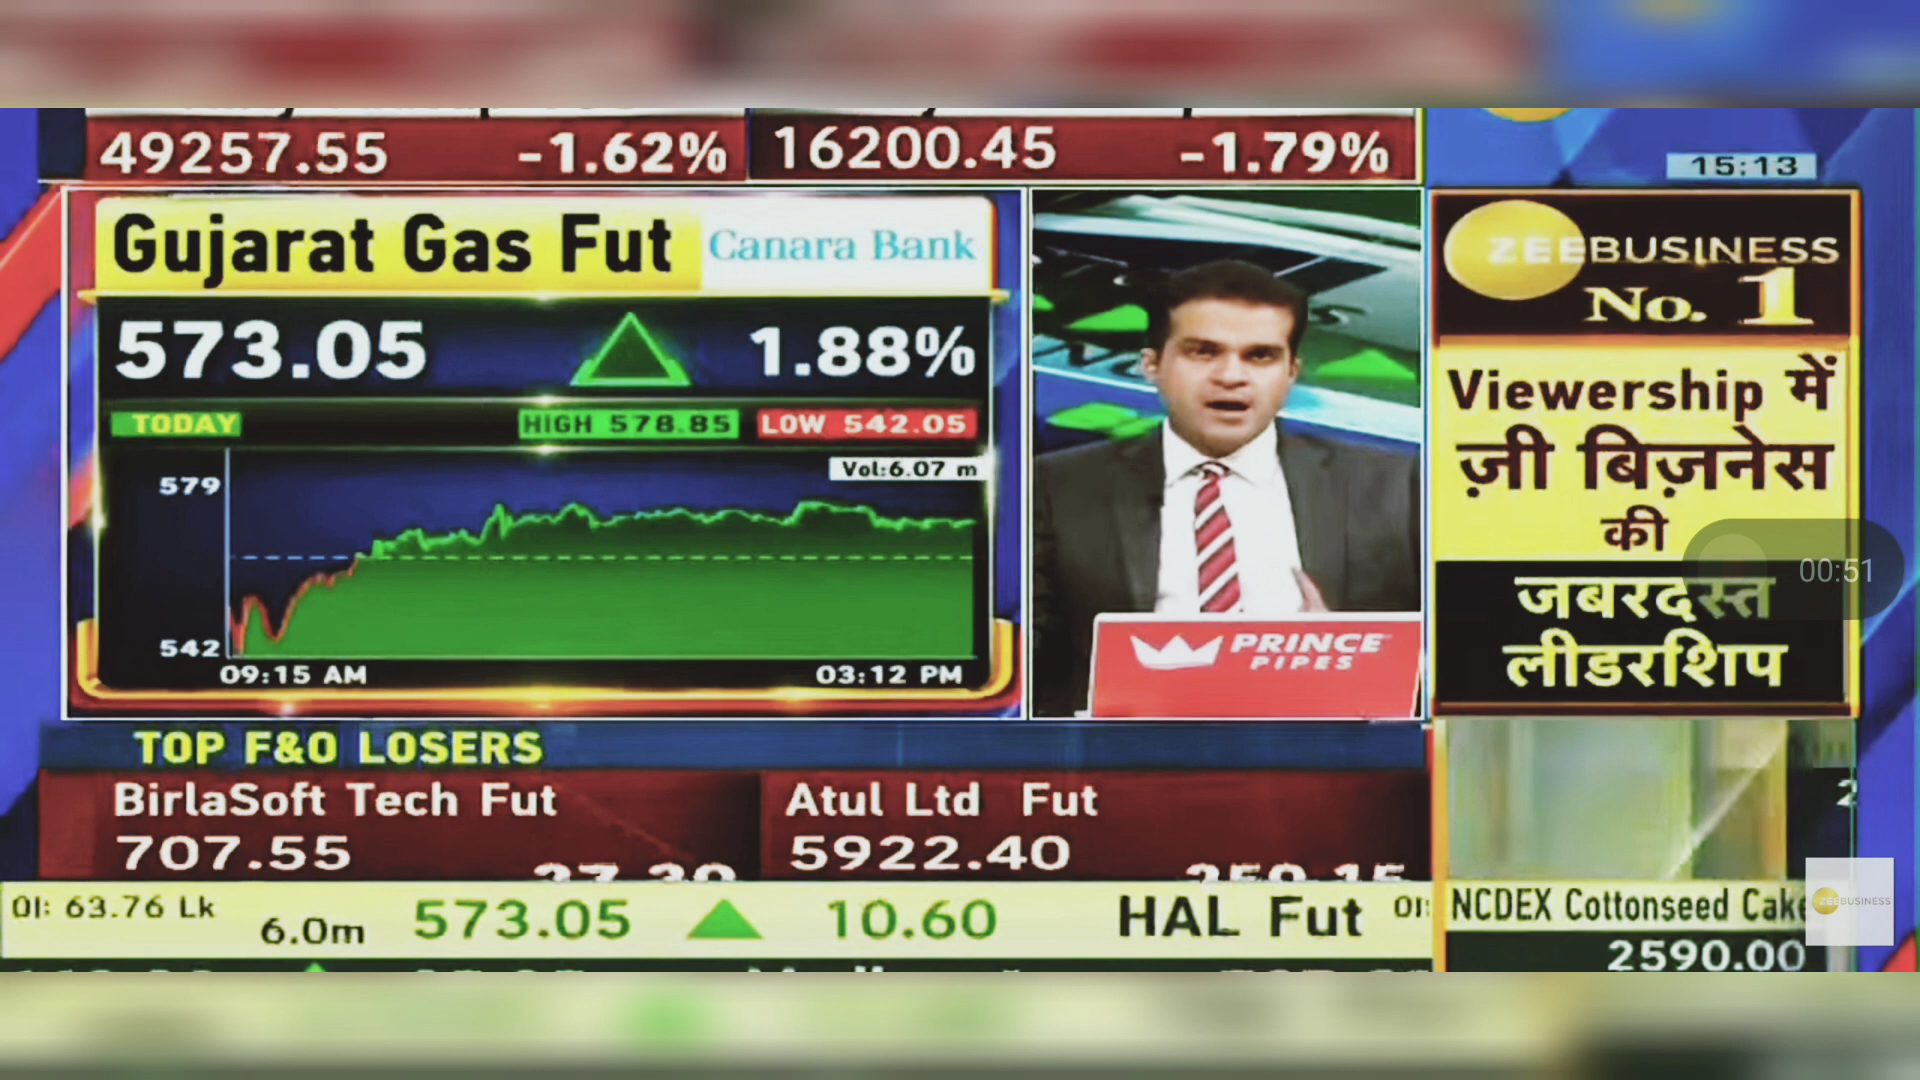 49257.55 -1.62% 16200.45 -1.79%
15:13
Gujarat Gas Fut Canara Bank
573.05 1.88%
TODAY HIGH 578.85 LOW 542.05
Vol:6.07 m
579
542
09:15 AM 03:12 PM
PRINCE
PIPES
ZEEBUSINESS
No. 1
Viewership में
ज़ी बिज़नेस
की
जबरदस्त
लीडरशिप
00:51
TOP F&O LOSERS
BirlaSoft Tech Fut Atul Ltd Fut
707.55 5922.40
OI: 63.76 Lk 6.0m 573.05 10.60 HAL Fut OI:
NCDEX Cottonseed Cake
2590.00
ZEEBUSINESS